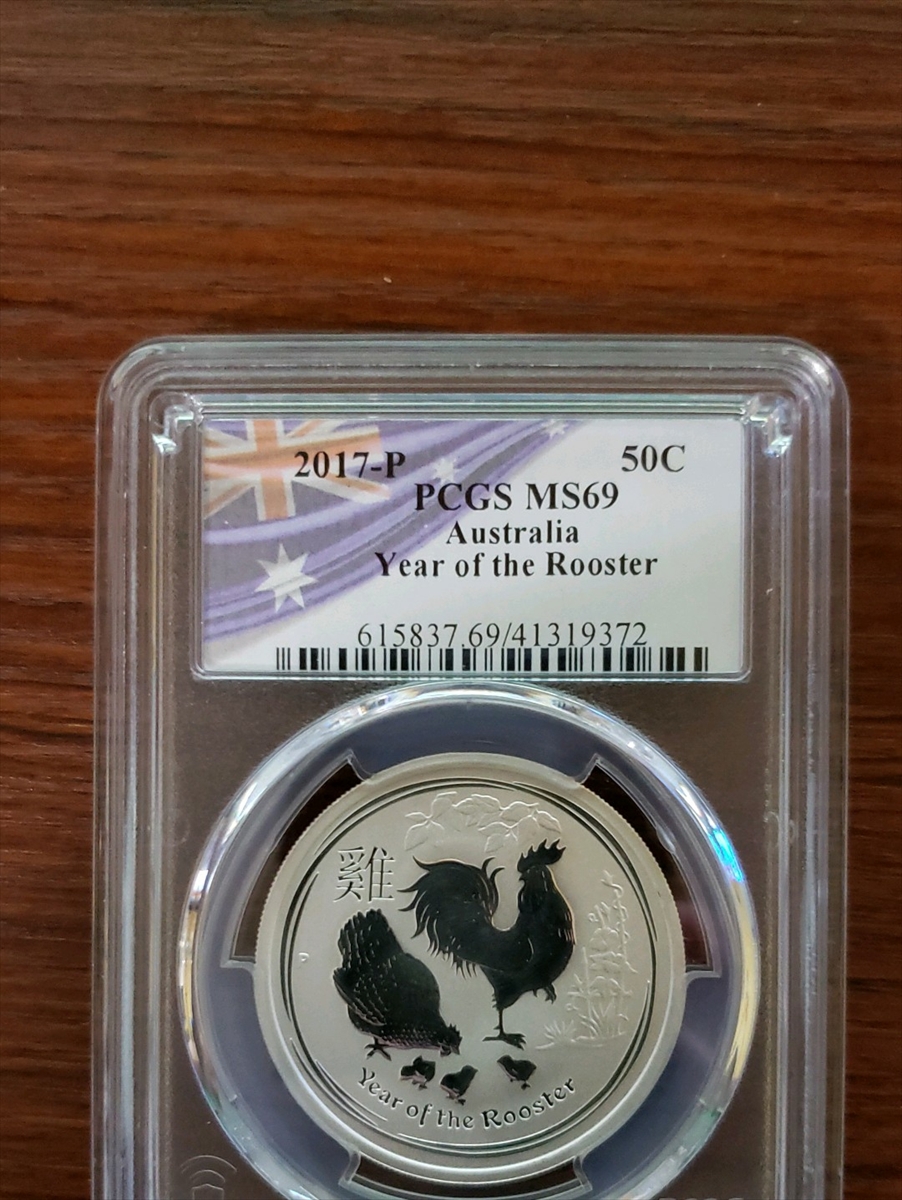 2017-P 50C
PCGS MS69
Australia
Year of the Rooster
615837.69/41319372
雞
P
Year of the Rooster